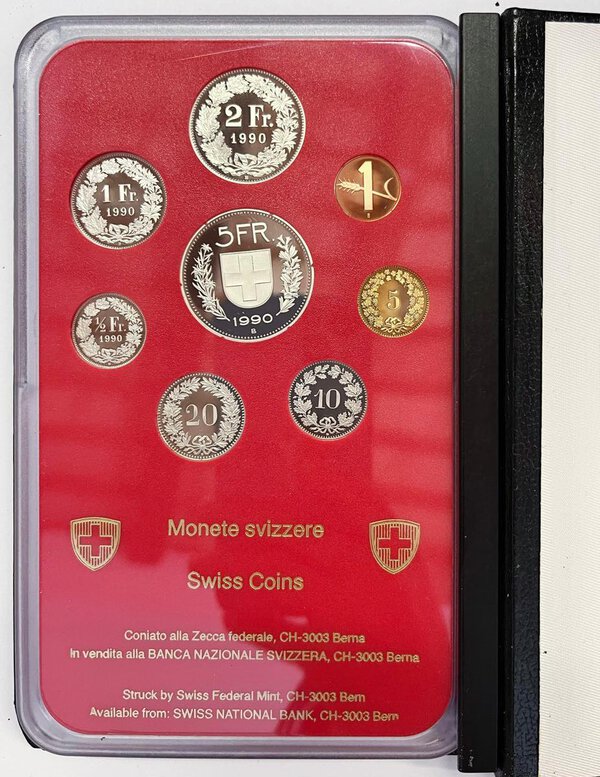 2 Fr.
1990
B
1 Fr.
1990
B
1
B
5FR.
1990
B
5
½ Fr.
1990
B
20
10
Monete svizzere
Swiss Coins
Coniato alla Zecca federale, CH-3003 Berna
In vendita alla BANCA NAZIONALE SVIZZERA, CH-3003 Berna
Struck by Swiss Federal Mint, CH-3003 Bern
Available from: SWISS NATIONAL BANK, CH-3003 Bern